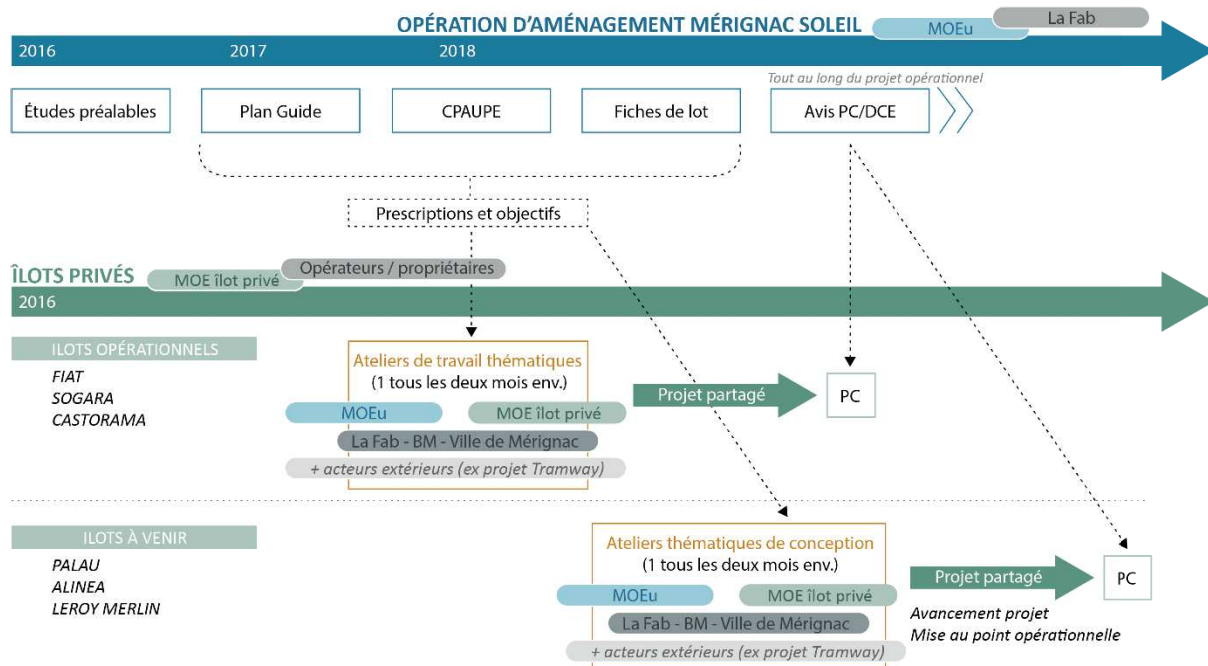 OPÉRATION D'AMÉNAGEMENT MÉRIGNAC SOLEIL
MOEu
La Fab
2016
2017
2018
Tout au long du projet opérationnel
Études préalables
Plan Guide
CPAUPE
Fiches de lot
Avis PC/DCE
Prescriptions et objectifs
ÎLOTS PRIVÉS
MOE îlot privé
Opérateurs / propriétaires
2016
ILOTS OPÉRATIONNELS
FIAT
SOGARA
CASTORAMA
Ateliers de travail thématiques
(1 tous les deux mois env.)
MOEu
MOE îlot privé
La Fab - BM - Ville de Mérignac
+ acteurs extérieurs (ex projet Tramway)
Projet partagé
PC
ILOTS À VENIR
PALAU
ALINEA
LEROY MERLIN
Ateliers thématiques de conception
(1 tous les deux mois env.)
MOEu
MOE îlot privé
La Fab - BM - Ville de Mérignac
+ acteurs extérieurs (ex projet Tramway)
Projet partagé
PC
Avancement projet
Mise au point opérationnelle